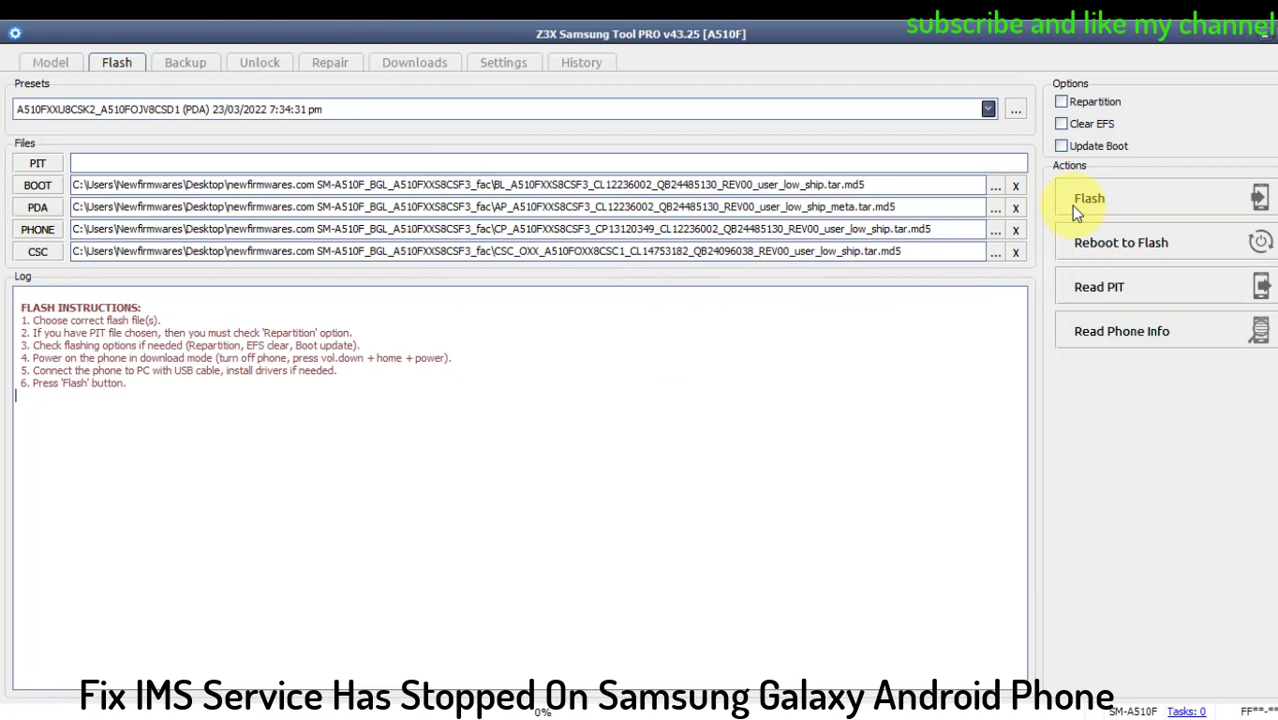 subscribe and like my channel
Z3X Samsung Tool PRO v43.25 [A510F]
Model Flash Backup Unlock Repair Downloads Settings History
Presets
A510FXXU8CSK2_A510FOJV8CSD1 (PDA) 23/03/2022 7:34:31 pm ...
Files
PIT
BOOT C:\Users\Newfirmwares\Desktop\newfirmwares.com SM-A510F_BGL_A510FXXS8CSF3_fac\BL_A510FXXS8CSF3_CL12236002_QB24485130_REV00_user_low_ship.tar.md5 ... x
PDA C:\Users\Newfirmwares\Desktop\newfirmwares.com SM-A510F_BGL_A510FXXS8CSF3_fac\AP_A510FXXS8CSF3_CL12236002_QB24485130_REV00_user_low_ship_meta.tar.md5 ... x
PHONE C:\Users\Newfirmwares\Desktop\newfirmwares.com SM-A510F_BGL_A510FXXS8CSF3_fac\CP_A510FXXS8CSF3_CP13120349_CL12236002_QB24485130_REV00_user_low_ship.tar.md5 ... x
CSC C:\Users\Newfirmwares\Desktop\newfirmwares.com SM-A510F_BGL_A510FXXS8CSF3_fac\CSC_OXX_A510FOXX8CSC1_CL14753182_QB24096038_REV00_user_low_ship.tar.md5 ... x
Log
FLASH INSTRUCTIONS:
1. Choose correct flash file(s).
2. If you have PIT file chosen, then you must check 'Repartition' option.
3. Check flashing options if needed (Repartition, EFS clear, Boot update).
4. Power on the phone in download mode (turn off phone, press vol.down + home + power).
5. Connect the phone to PC with USB cable, install drivers if needed.
6. Press 'Flash' button.
Options
Repartition
Clear EFS
Update Boot
Actions
Flash
Reboot to Flash
Read PIT
Read Phone Info
Fix IMS Service Has Stopped On Samsung Galaxy Android Phone
0% SM-A510F Tasks: 0 FF**-**